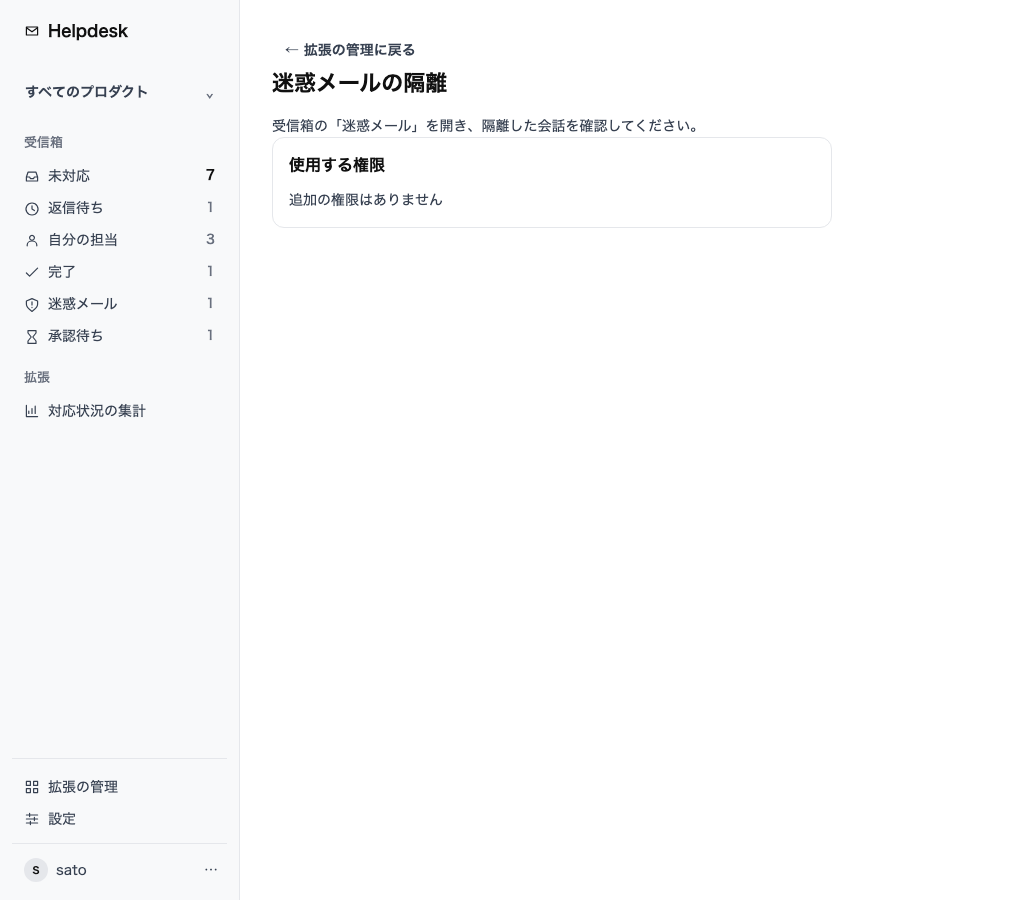 Helpdesk
すべてのプロダクト
受信箱
未対応 7
返信待ち 1
自分の担当 3
完了 1
迷惑メール 1
承認待ち 1
拡張
対応状況の集計
拡張の管理
設定
S sato ...
← 拡張の管理に戻る
迷惑メールの隔離
受信箱の「迷惑メール」を開き、隔離した会話を確認してください。
使用する権限
追加の権限はありません